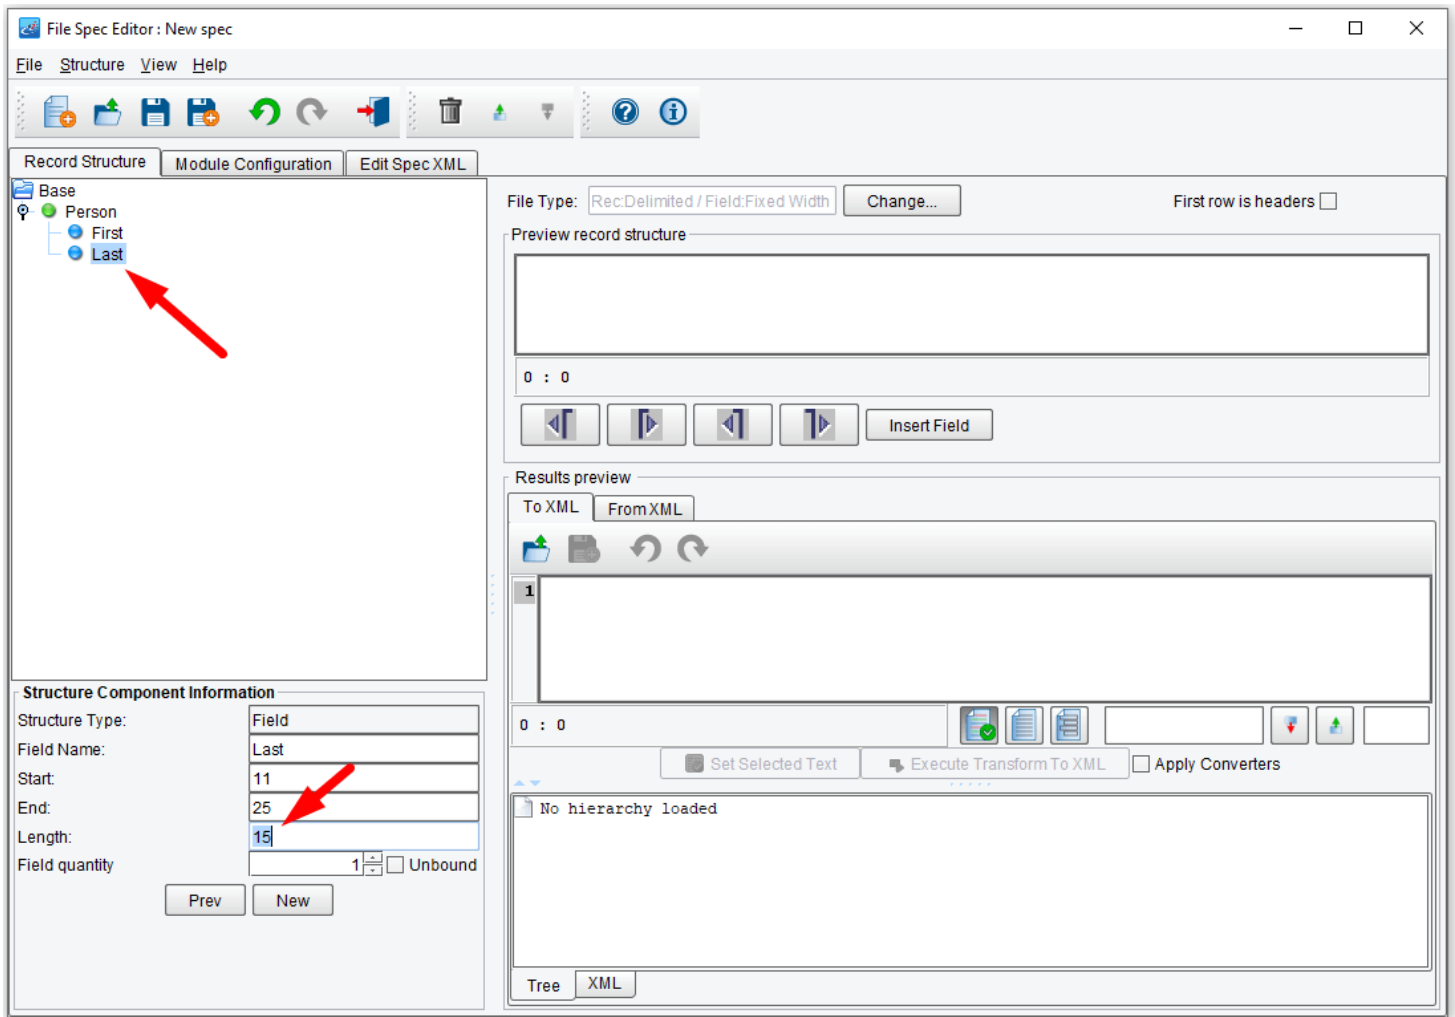 File Spec Editor : New spec
File Structure View Help
Record Structure Module Configuration Edit Spec XML
Base
Person
First
Last
File Type: Rec:Delimited / Field:Fixed Width Change... First row is headers
Preview record structure
0 : 0
Insert Field
Results preview
To XML From XML
1
0 : 0
Set Selected Text Execute Transform To XML Apply Converters
No hierarchy loaded
Tree XML
Structure Component Information
Structure Type: Field
Field Name: Last
Start: 11
End: 25
Length: 15
Field quantity 1 Unbound
Prev New